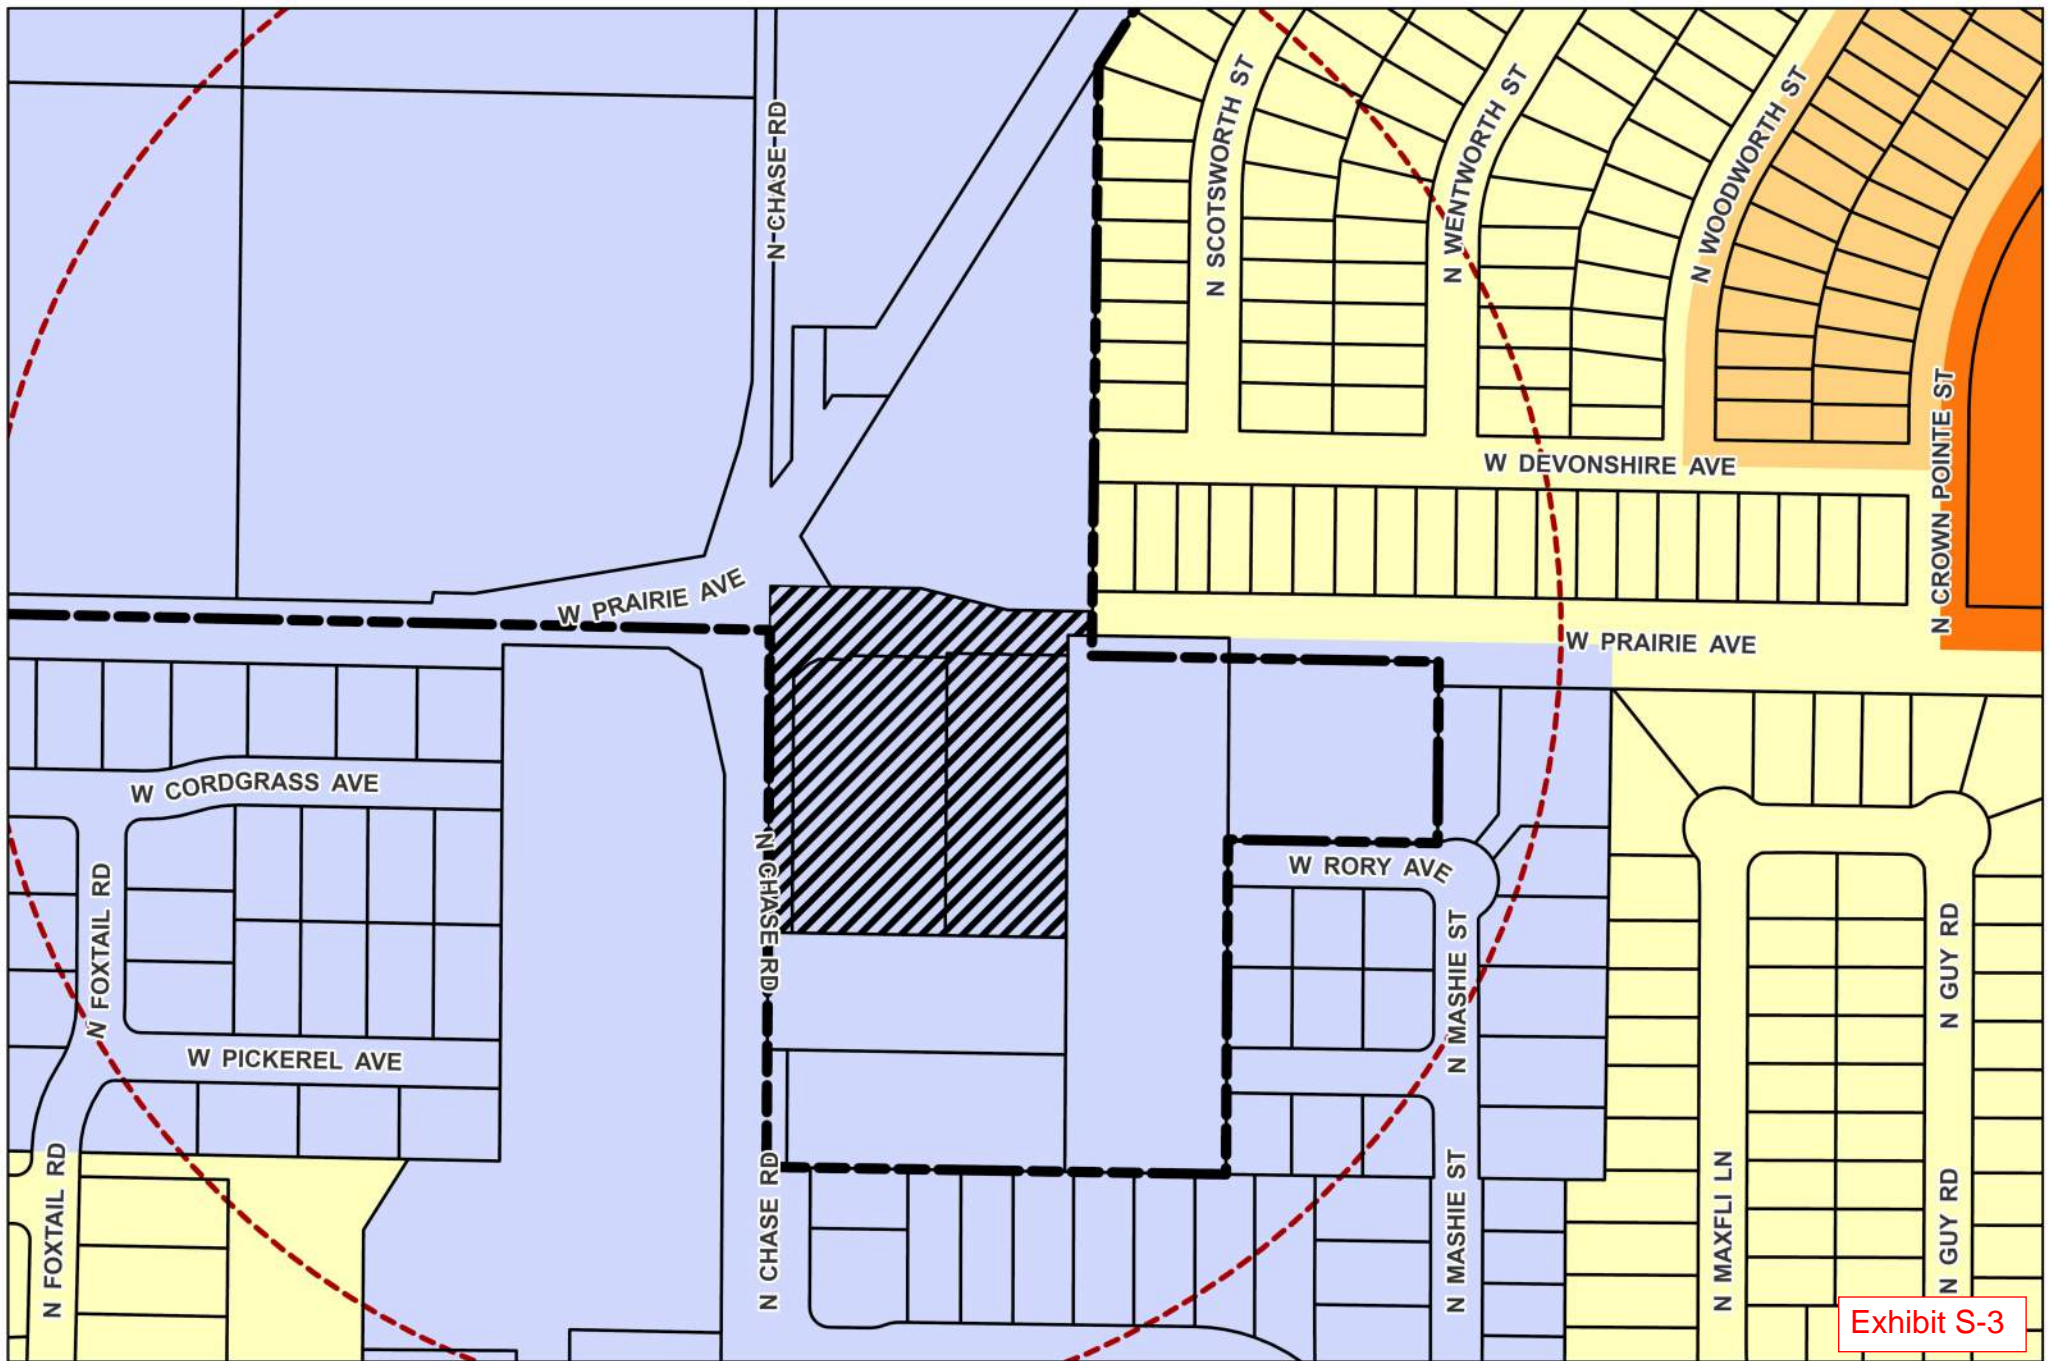 N CHASE RD
N SCOTSWORTH ST
N WENTWORTH ST
N WOODWORTH ST
N CROWN POINTE ST
W DEVONSHIRE AVE
W PRAIRIE AVE
W PRAIRIE AVE
W CORDGRASS AVE
N CHASE RD
W RORY AVE
N FOXTAIL RD
N MASHIE ST
N GUY RD
W PICKEREL AVE
N FOXTAIL RD
N CHASE RD
N MASHIE ST
N MAXFLI LN
N GUY RD
Exhibit S-3